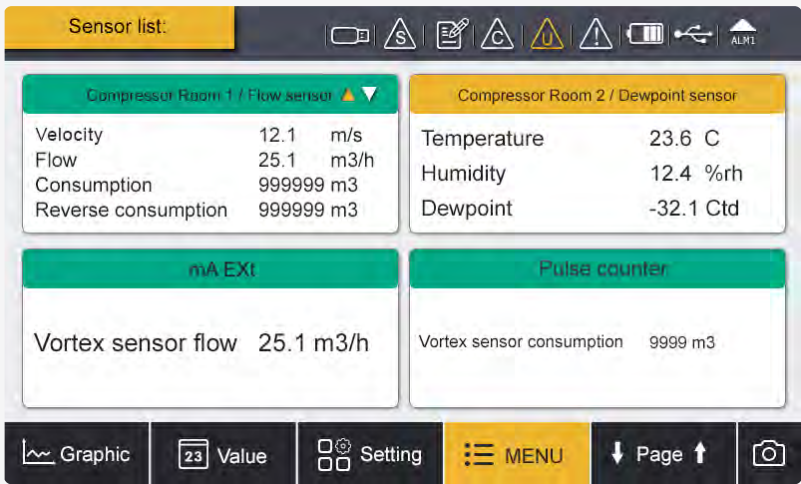 Sensor list:
S C U ! ALM1
Compressor Room 1 / Flow sensor
Velocity 12.1 m/s
Flow 25.1 m3/h
Consumption 999999 m3
Reverse consumption 999999 m3
Compressor Room 2 / Dewpoint sensor
Temperature 23.6 C
Humidity 12.4 %rh
Dewpoint -32.1 Ctd
mA EXt
Vortex sensor flow 25.1 m3/h
Pulse counter
Vortex sensor consumption 9999 m3
Graphic 23 Value Setting MENU Page